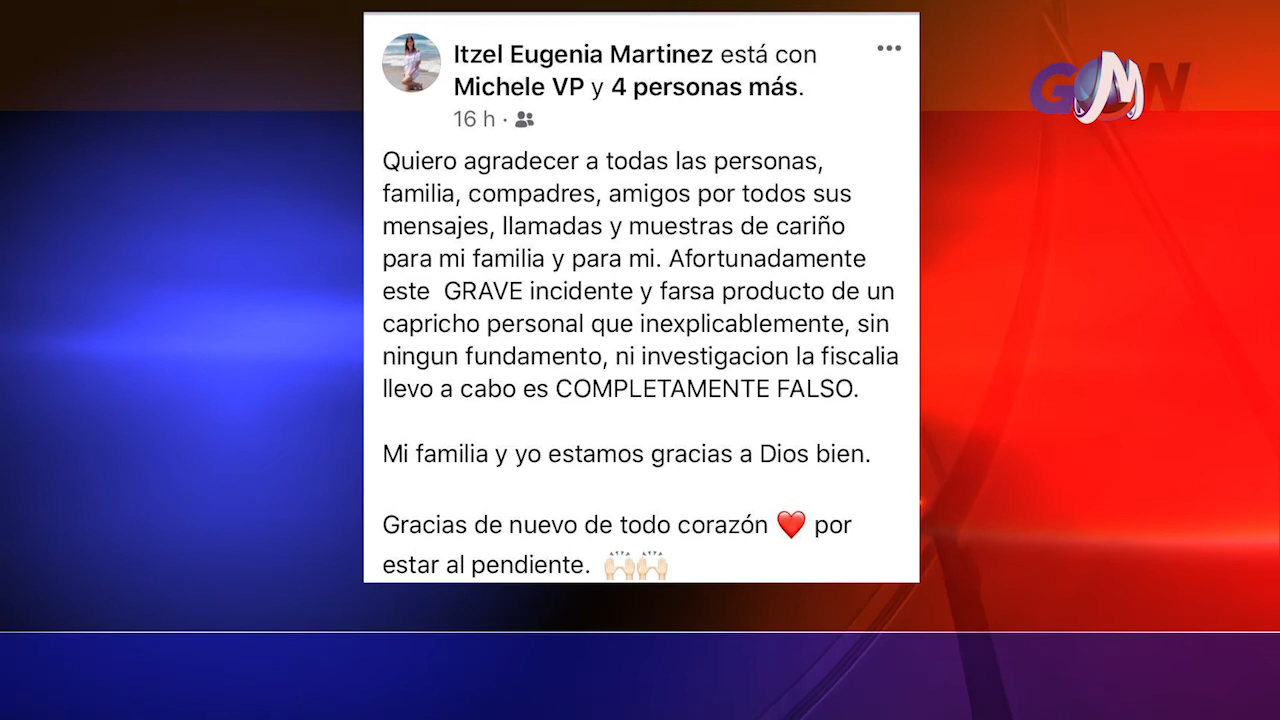 Itzel Eugenia Martinez está con
Michele VP y 4 personas más.
16 h ·
Quiero agradecer a todas las personas,
familia, compadres, amigos por todos sus
mensajes, llamadas y muestras de cariño
para mi familia y para mi. Afortunadamente
este  GRAVE incidente y farsa producto de un
capricho personal que inexplicablemente, sin
ningun fundamento, ni investigacion la fiscalia
llevo a cabo es COMPLETAMENTE FALSO.
Mi familia y yo estamos gracias a Dios bien.
Gracias de nuevo de todo corazón ❤️ por
estar al pendiente. 🙌🏻🙌🏻